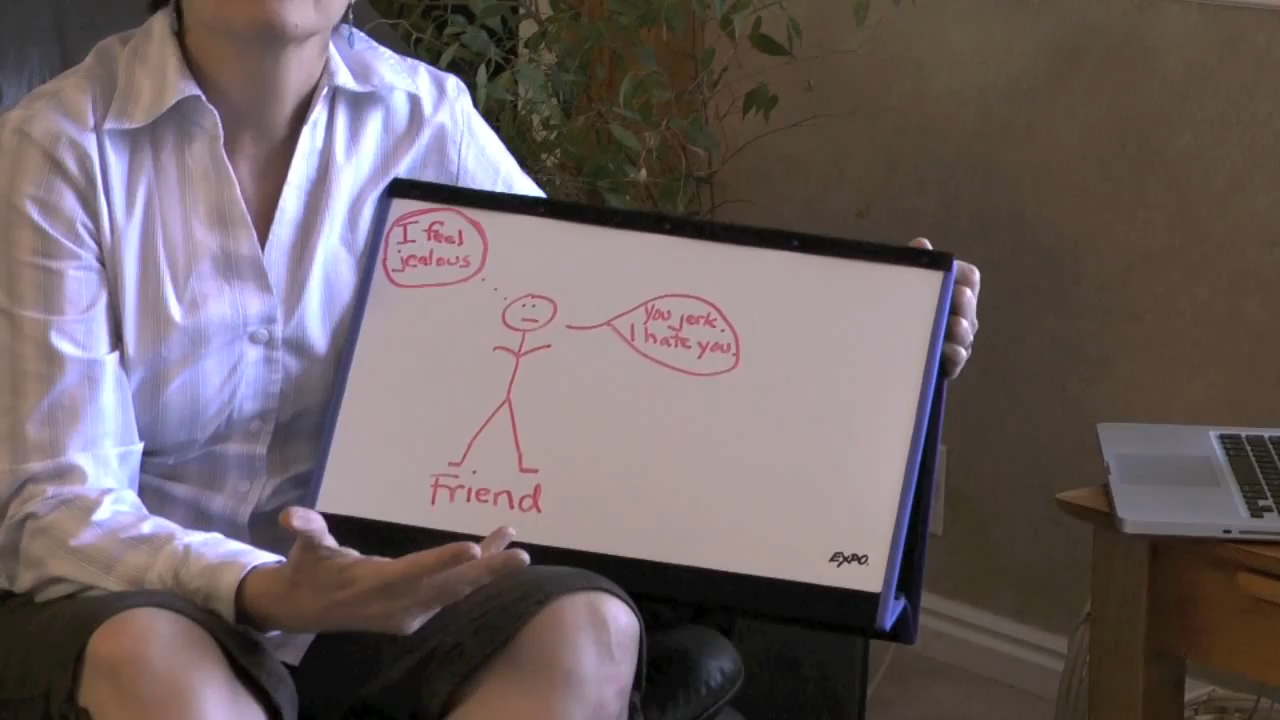 I feel
jealous
You jerk.
I hate you.
Friend
EXPO.